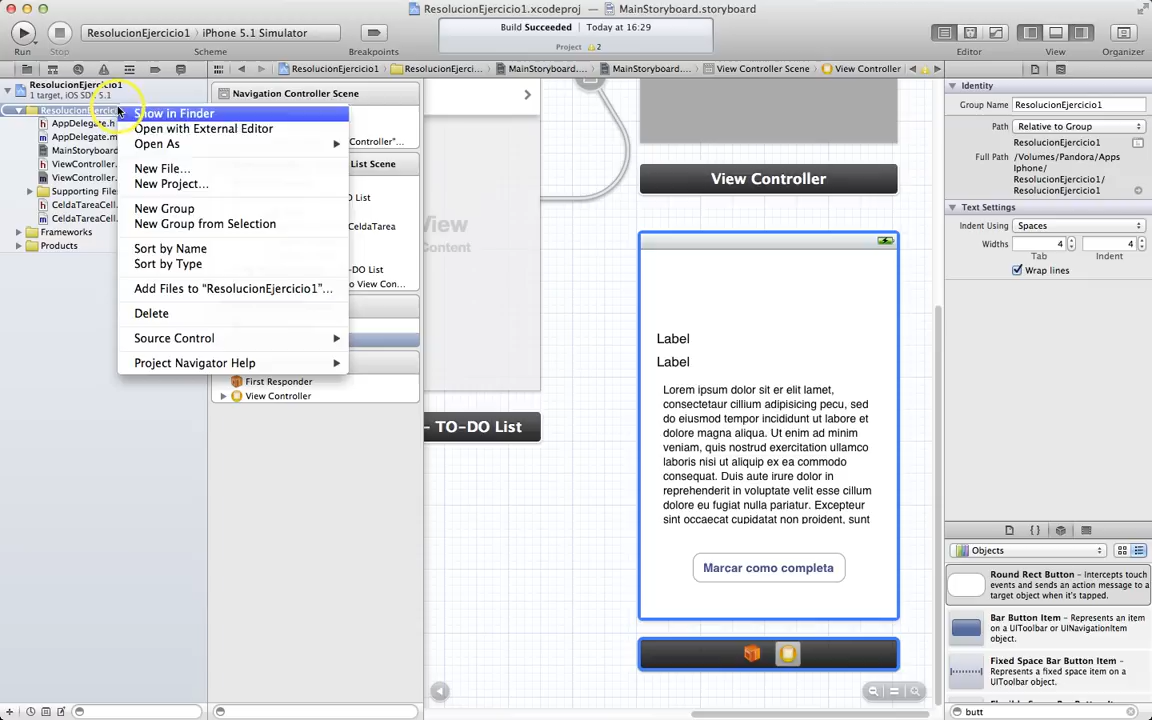 ResolucionEjercicio1.xcodeproj — MainStoryboard.storyboard
Run
Stop
ResolucionEjercicio1 › iPhone 5.1 Simulator
Scheme
Breakpoints
Build Succeeded | Today at 16:29
Project 2
Editor
View
Organizer
ResolucionEjercicio1
ResolucionEjerci...
MainStoryboard....
MainStoryboard....
View Controller Scene
View Controller
ResolucionEjercicio1
1 target, iOS SDK 5.1
AppDelegate.h
AppDelegate.m
MainStoryboard
ViewController.
ViewController.
Supporting File
CeldaTareaCell.
CeldaTareaCell.
Frameworks
Products
Show in Finder
Open with External Editor
Open As
New File...
New Project...
New Group
New Group from Selection
Sort by Name
Sort by Type
Add Files to “ResolucionEjercicio1”...
Delete
Source Control
Project Navigator Help
Navigation Controller Scene
Controller”...
List Scene
O List
CeldaTarea
-DO List
o View Con...
First Responder
View Controller
View
Content
- TO-DO List
View Controller
Label
Label
Lorem ipsum dolor sit er elit lamet,
consectetaur cillium adipisicing pecu, sed
do eiusmod tempor incididunt ut labore et
dolore magna aliqua. Ut enim ad minim
veniam, quis nostrud exercitation ullamco
laboris nisi ut aliquip ex ea commodo
consequat. Duis aute irure dolor in
reprehenderit in voluptate velit esse cillum
dolore eu fugiat nulla pariatur. Excepteur
sint occaecat cupidatat non proident, sunt
Marcar como completa
Identity
Group Name ResolucionEjercicio1
Path Relative to Group
Full Path /Volumes/Pandora/Apps
Iphone/
ResolucionEjercicio1/
ResolucionEjercicio1
Text Settings
Indent Using Spaces
Widths 4 4
Tab Indent
Wrap lines
Objects
Round Rect Button – Intercepts touch
events and sends an action message to a
target object when it's tapped.
Bar Button Item – Represents an item
on a UIToolbar or UINavigationItem
object.
Fixed Space Bar Button Item –
Represents a fixed space item on a
UIToolbar object.
butt